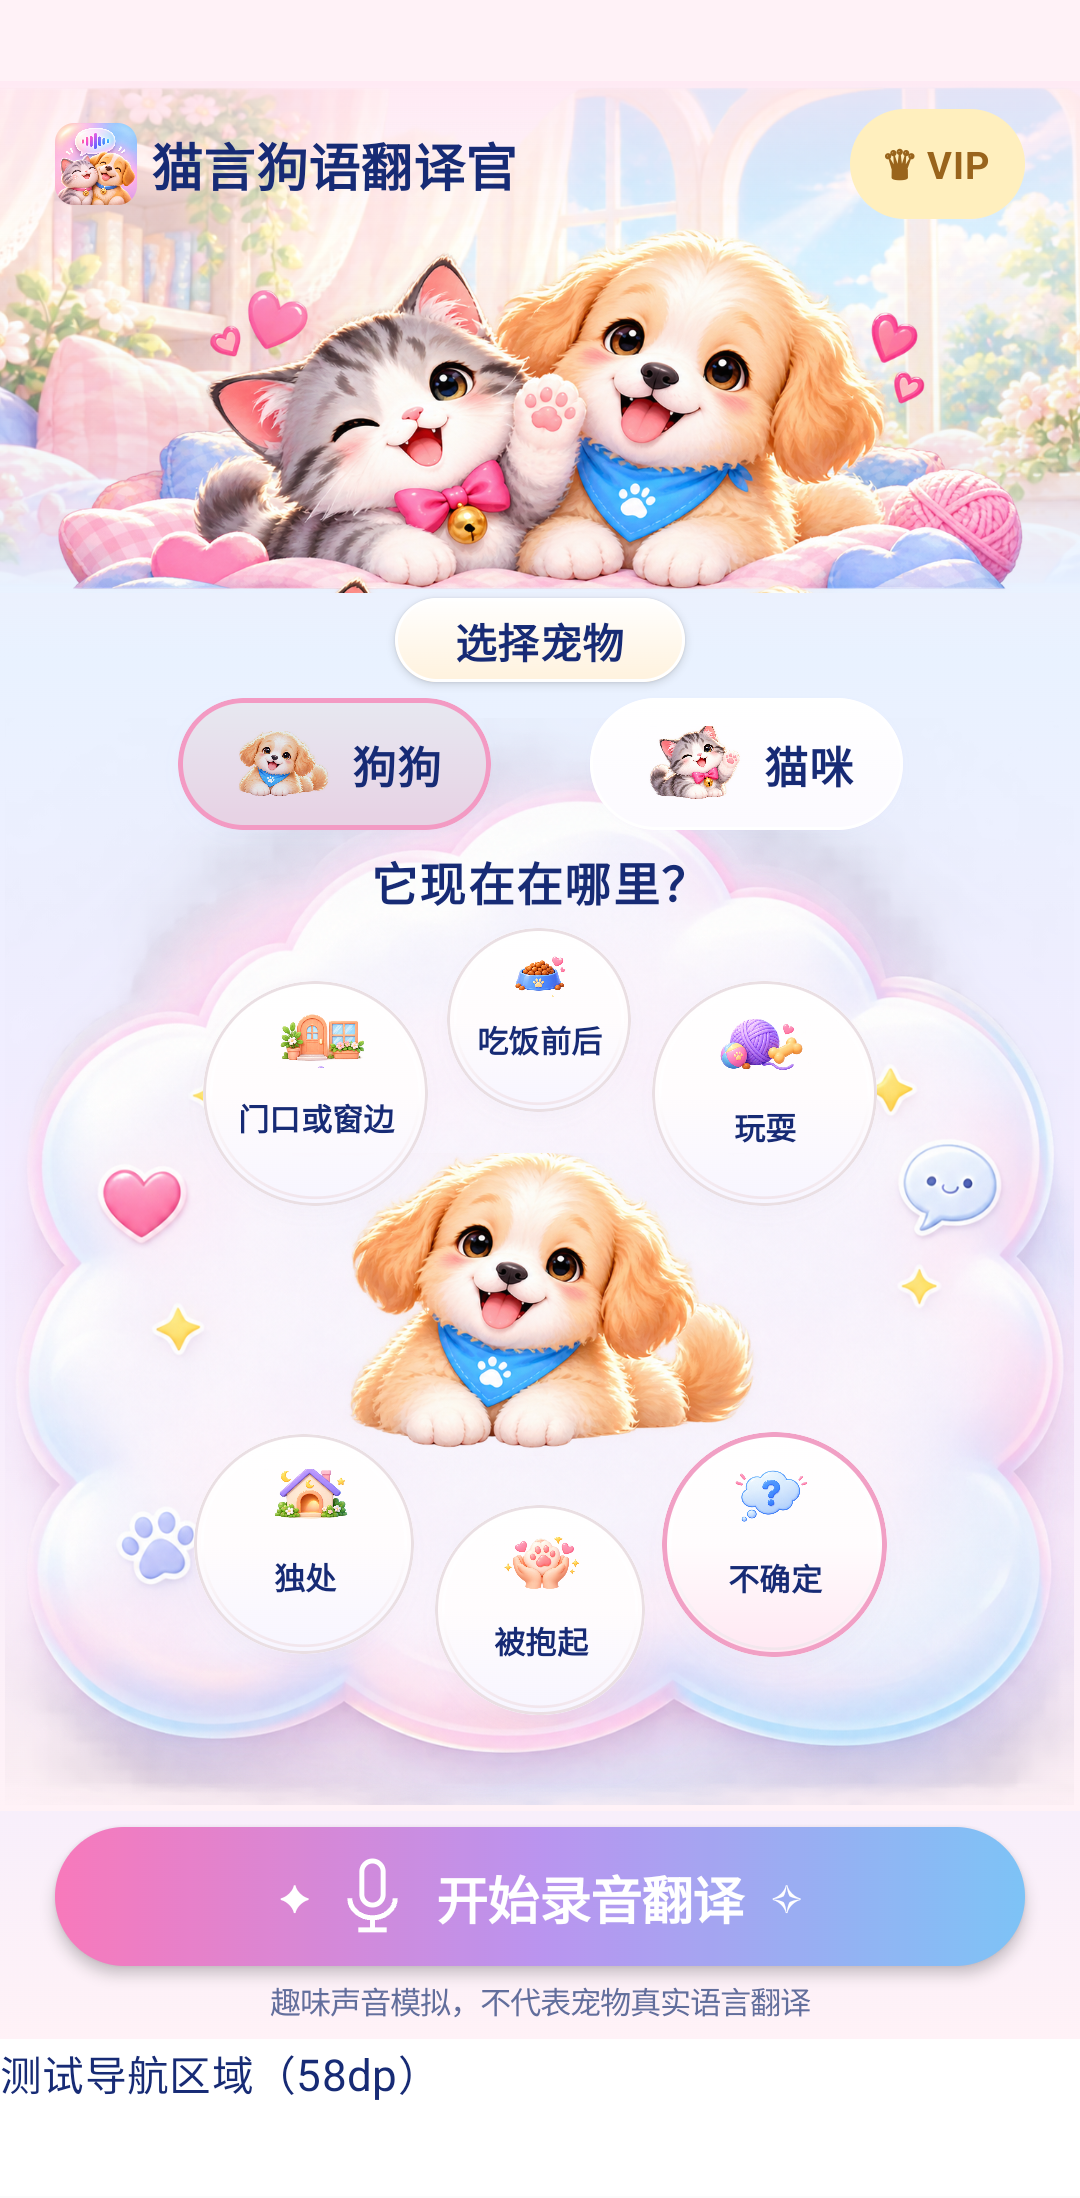 猫言狗语翻译官
VIP
选择宠物
狗狗
猫咪
它现在在哪里？
吃饭前后
门口或窗边
玩耍
独处
不确定
被抱起
开始录音翻译
趣味声音模拟，不代表宠物真实语言翻译
测试导航区域（58dp）